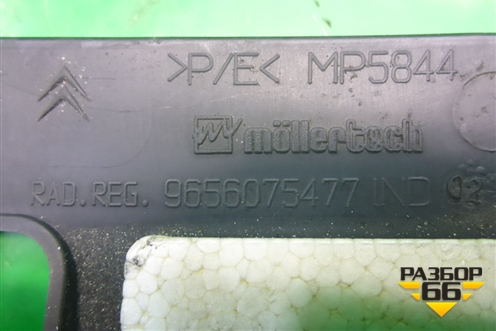 >P/E< MP5844
möllertech
RAD.REG. 9656075477 IND 02
РАЗБОР
66